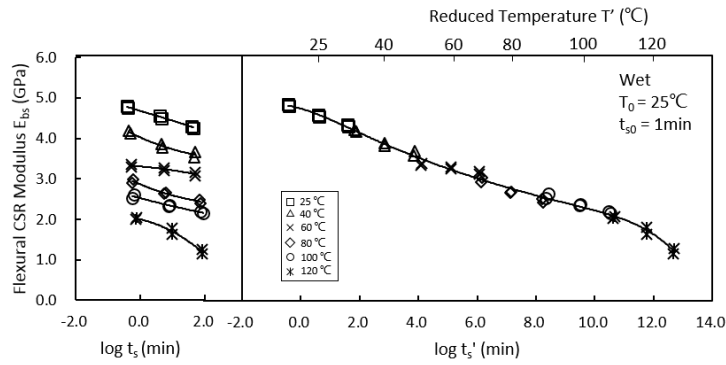 Reduced Temperature T' (℃)
25 40 60 80 100 120
Flexural CSR Modulus Ebs (GPa)
6.0
5.0
4.0
3.0
2.0
1.0
0.0
Wet
T0 = 25℃
ts0 = 1min
25 ℃
40 ℃
60 ℃
80 ℃
100 ℃
120 ℃
-2.0 0.0 2.0
-2.0 0.0 2.0 4.0 6.0 8.0 10.0 12.0 14.0
log ts (min)
log ts' (min)